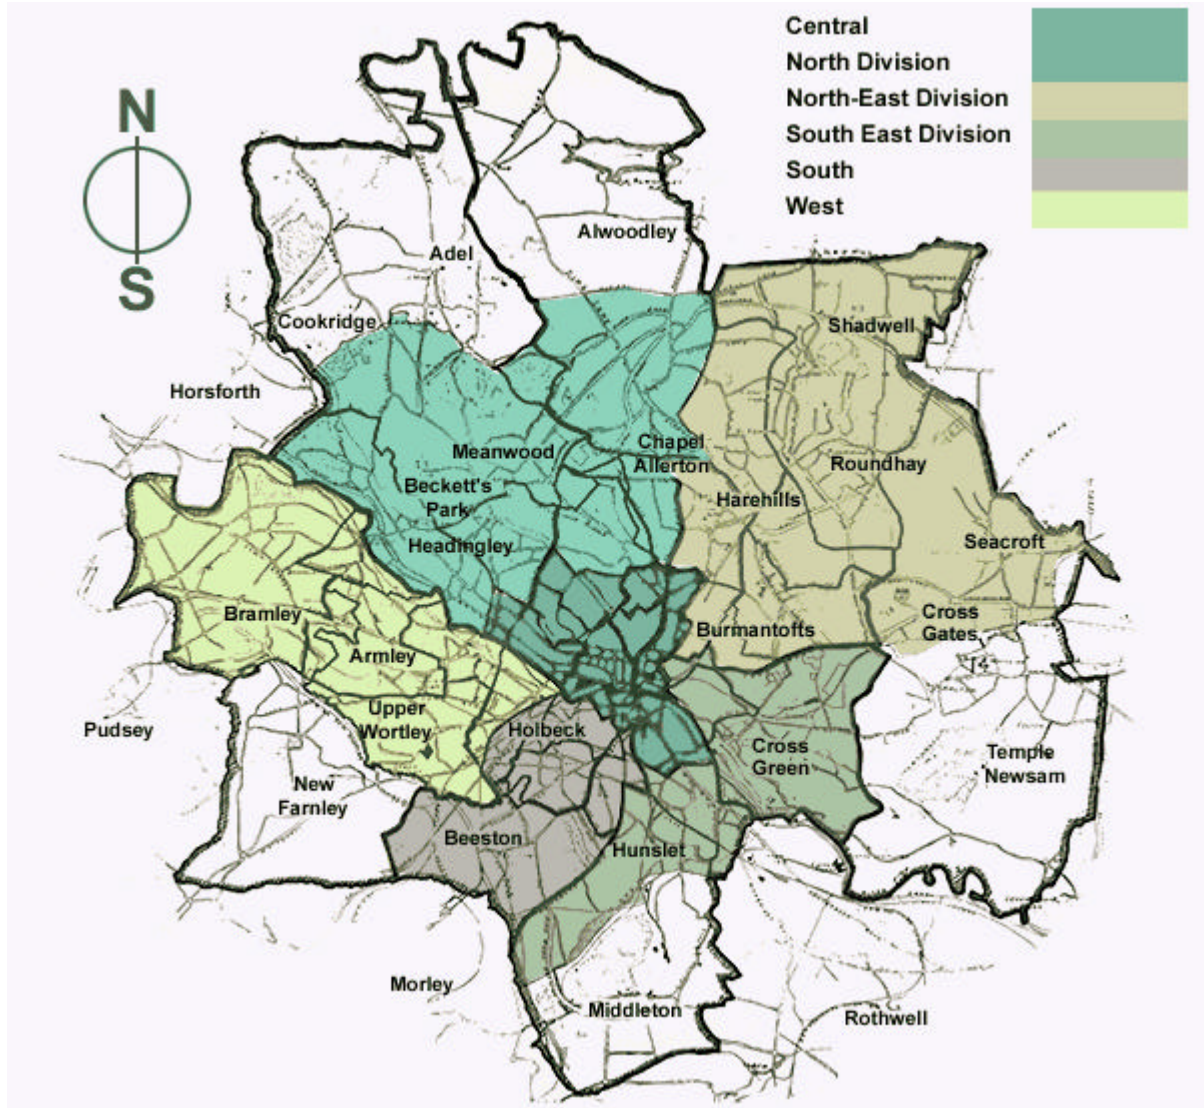 Central
North Division
North-East Division
South East Division
South
West
N
S
Alwoodley
Adel
Cookridge
Shadwell
Horsforth
Meanwood
Chapel
Allerton
Roundhay
Beckett's
Park
Harehills
Headingley
Seacroft
Bramley
Burmantofts
Cross
Gates
Armley
Upper
Wortley
Pudsey
Holbeck
Cross
Green
Temple
Newsam
New
Farnley
Beeston
Hunslet
Morley
Middleton
Rothwell